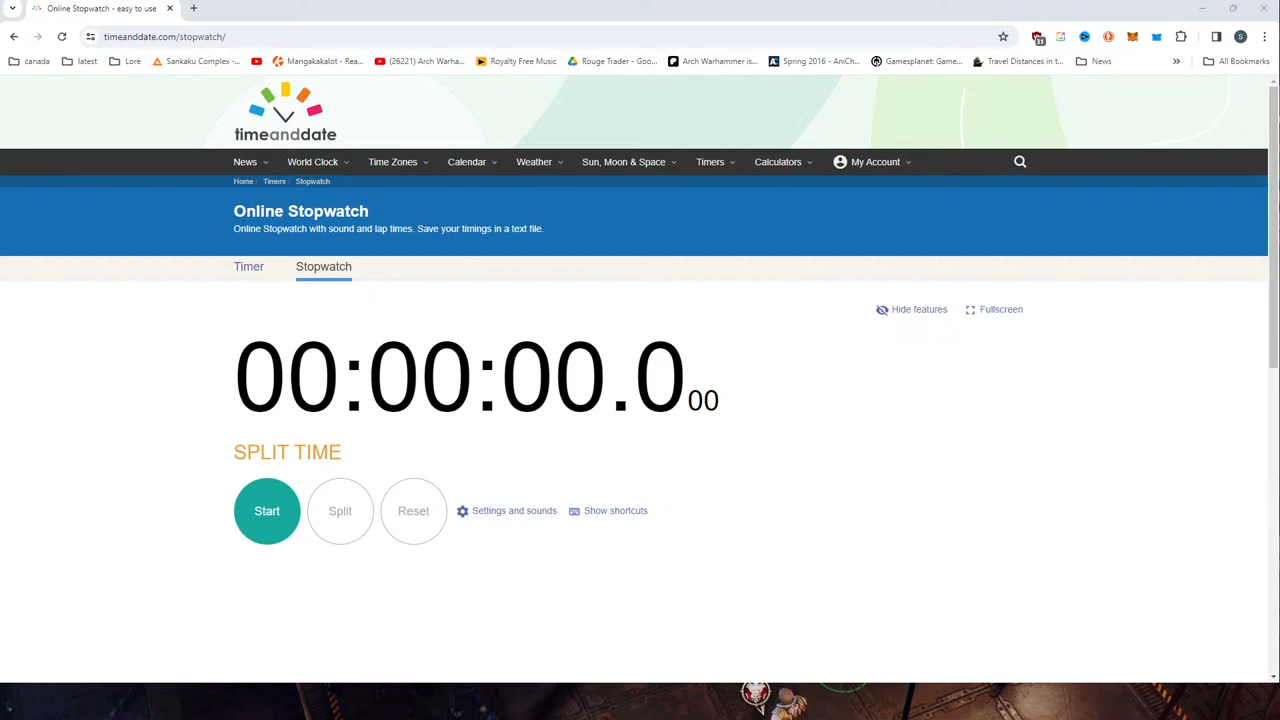 Online Stopwatch - easy to use
timeanddate.com/stopwatch/
31
S
canada
latest
Lore
Sankaku Complex -...
Mangakakalot - Rea...
(26221) Arch Warha...
Royalty Free Music
Rouge Trader - Goo...
Arch Warhammer is...
Spring 2016 - AniCh...
Gamesplanet: Game...
Travel Distances in t...
News
All Bookmarks
timeanddate
News
World Clock
Time Zones
Calendar
Weather
Sun, Moon & Space
Timers
Calculators
My Account
Home / Timers / Stopwatch
Online Stopwatch
Online Stopwatch with sound and lap times. Save your timings in a text file.
Timer
Stopwatch
Hide features
Fullscreen
00:00:00.000
SPLIT TIME
Start
Split
Reset
Settings and sounds
Show shortcuts